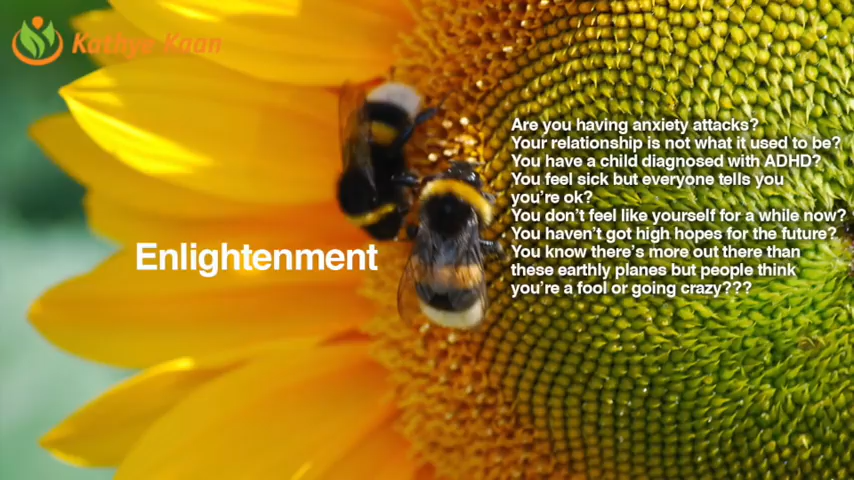 Kathye Kaan
Enlightenment
Are you having anxiety attacks?
Your relationship is not what it used to be?
You have a child diagnosed with ADHD?
You feel sick but everyone tells you
you're ok?
You don't feel like yourself for a while now?
You haven't got high hopes for the future?
You know there's more out there than
these earthly planes but people think
you're a fool or going crazy???